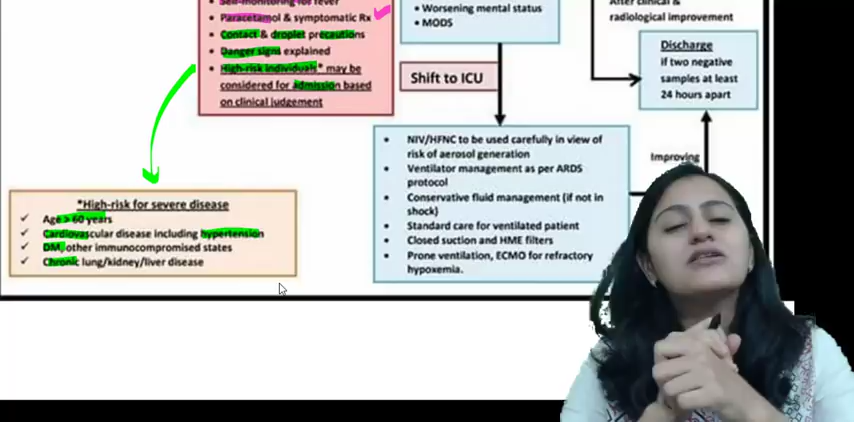 Self-monitoring for fever
• Paracetamol & symptomatic Rx
• Contact & droplet precautions
• Danger signs explained
• High-risk individuals* may be
considered for admission based
on clinical judgement
• Worsening mental status
• MODS
After clinical &
radiological improvement
Discharge
if two negative
samples at least
24 hours apart
Shift to ICU
• NIV/HFNC to be used carefully in view of
risk of aerosol generation
• Ventilator management as per ARDS
protocol
• Conservative fluid management (if not in
shock)
• Standard care for ventilated patient
• Closed suction and HME filters
• Prone ventilation, ECMO for refractory
hypoxemia.
Improving
*High-risk for severe disease
✓ Age > 60 years
✓ Cardiovascular disease including hypertension
✓ DM, other immunocompromised states
✓ Chronic lung/kidney/liver disease